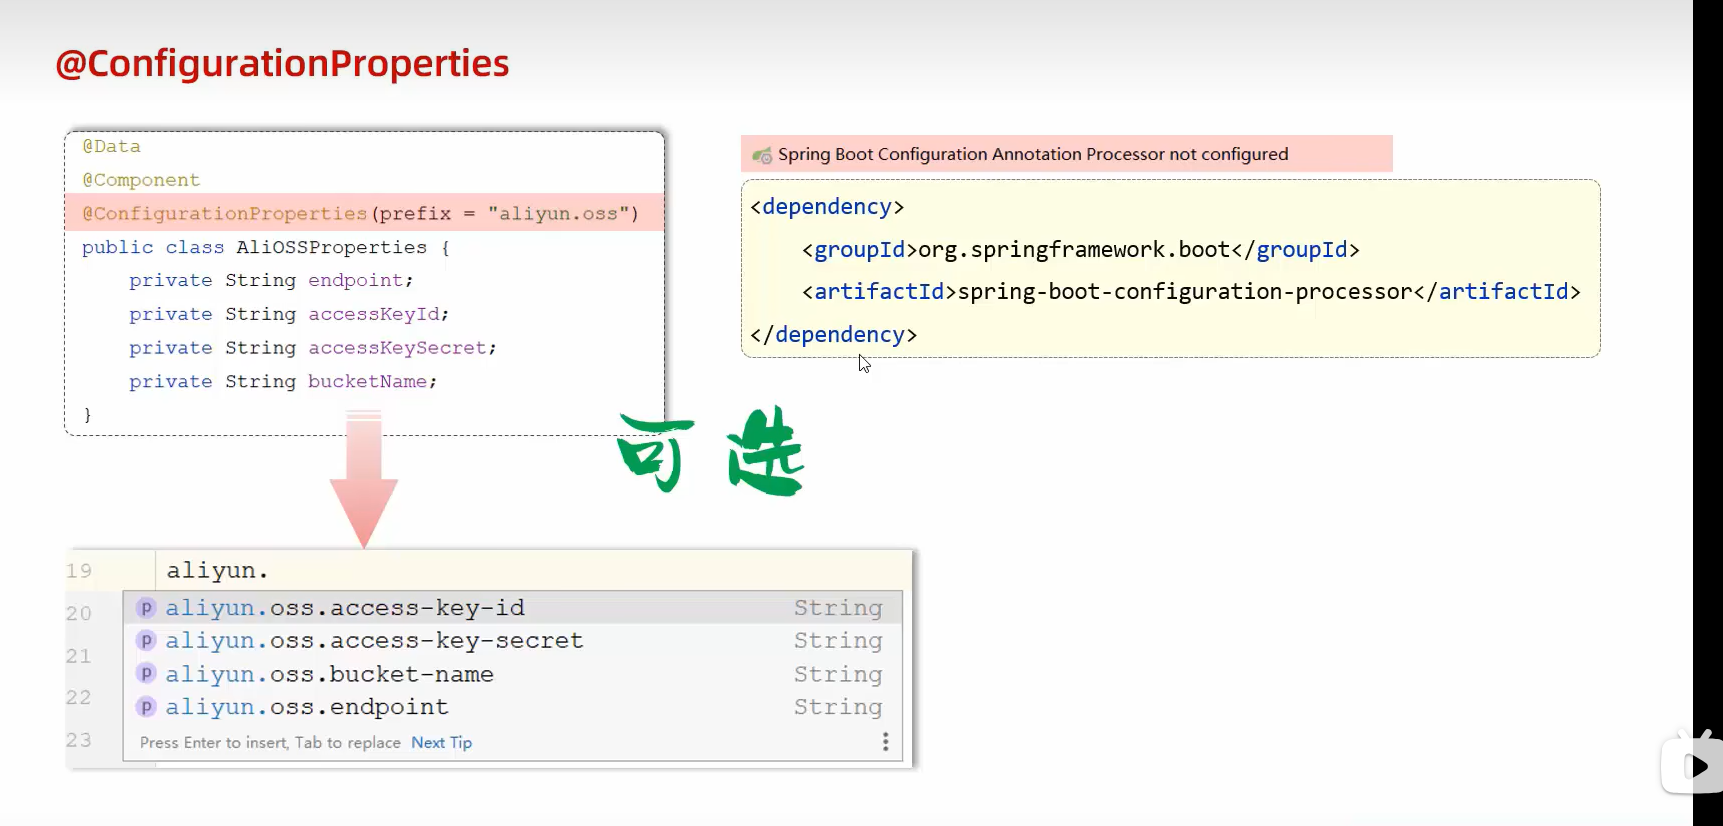 @ConfigurationProperties
@Data
@Component
@ConfigurationProperties(prefix = "aliyun.oss")
public class AliOSSProperties {
private String endpoint;
private String accessKeyId;
private String accessKeySecret;
private String bucketName;
}
Spring Boot Configuration Annotation Processor not configured
<dependency>
<groupId>org.springframework.boot</groupId>
<artifactId>spring-boot-configuration-processor</artifactId>
</dependency>
可选
19 aliyun.
20 p aliyun.oss.access-key-id String
21 p aliyun.oss.access-key-secret String
22 p aliyun.oss.bucket-name String
p aliyun.oss.endpoint String
23 Press Enter to insert, Tab to replace Next Tip